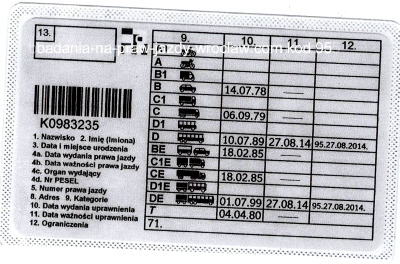 13.
9. 10. 11. 12.
badania-na-praw-jazdy.wroclaw.com kod 95
A
B1
B 14.07.78 ——
C1
C 06.09.79 ——
D1
D 10.07.89 27.08.14 95.27.08.2014.
BE 18.02.85 ——
C1E
CE 18.02.85 ——
D1E
DE 01.07.99 27.08.14 95.27.08.2014.
T 04.04.80 ——
71.
K0983235
1. Nazwisko 2. Imię (Imiona)
3. Data i miejsce urodzenia
4a. Data wydania prawa jazdy
4b. Data ważności prawa jazdy
4c. Organ wydający
4d. Nr PESEL
5. Numer prawa jazdy
8. Adres 9. Kategorie
10. Data wydania uprawnienia
11. Data ważności uprawnienia
12. Ograniczenia